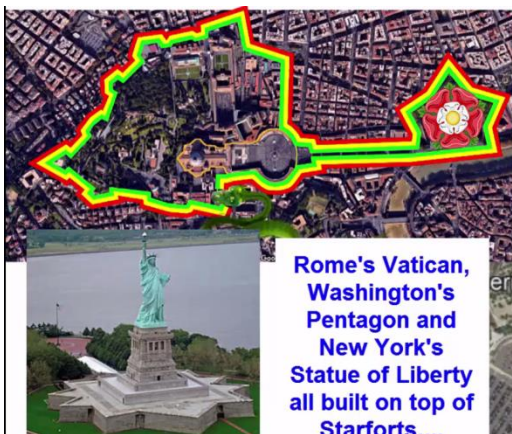 Rome's Vatican,
Washington's
Pentagon and
New York's
Statue of Liberty
all built on top of
Starforts...